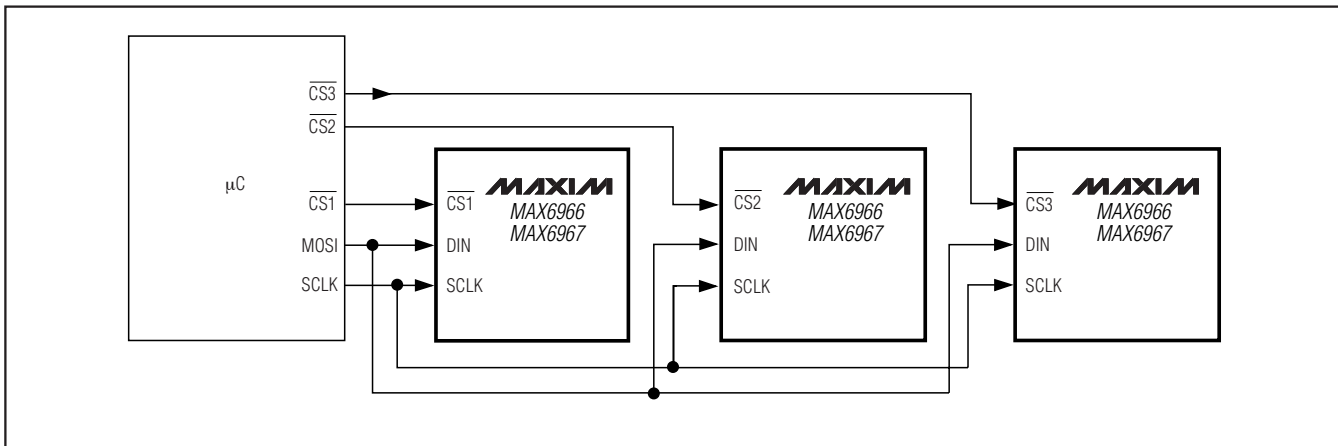 μC
CS3
CS2
CS1
MOSI
SCLK
MAXIM
MAX6966
MAX6967
CS1
DIN
SCLK
MAXIM
MAX6966
MAX6967
CS2
DIN
SCLK
MAXIM
MAX6966
MAX6967
CS3
DIN
SCLK